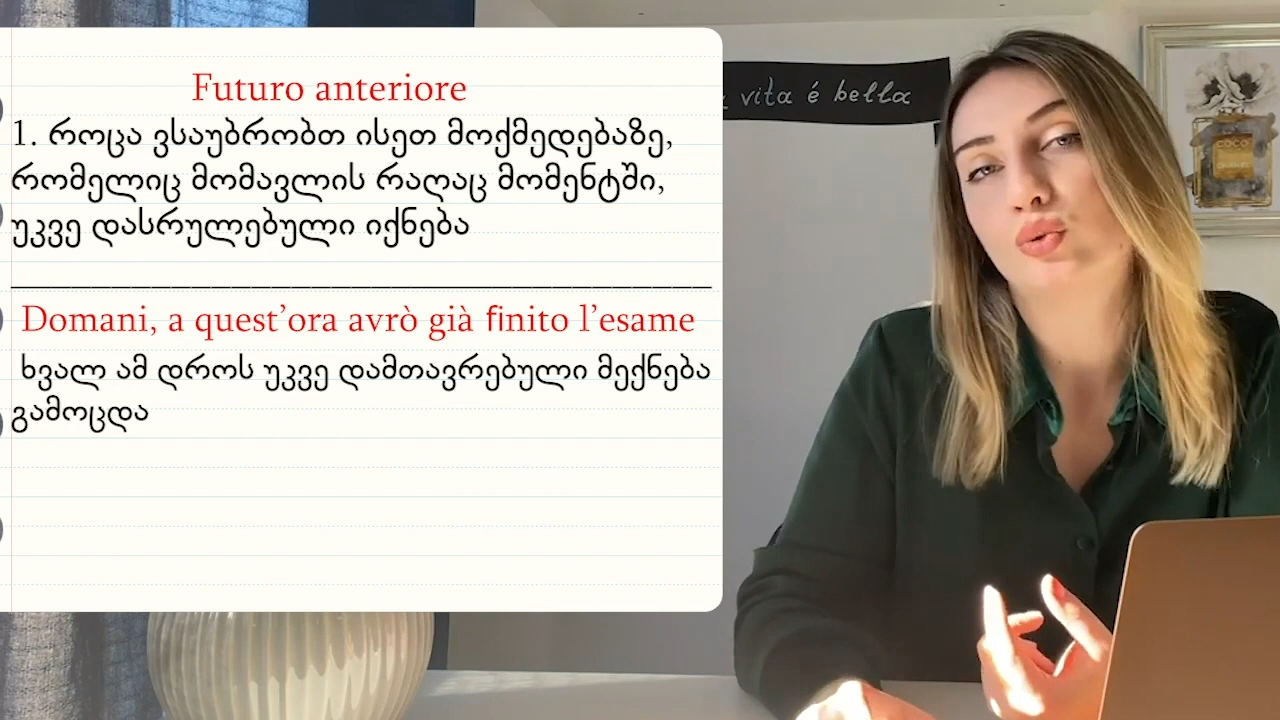 Futuro anteriore
1. როცა ვსაუბრობთ ისეთ მოქმედებაზე,
რომელიც მომავლის რაღაც მომენტში,
უკვე დასრულებული იქნება
Domani, a quest’ora avrò già finito l’esame
ხვალ ამ დროს უკვე დამთავრებული მექნება
გამოცდა
vita é bella
COCO